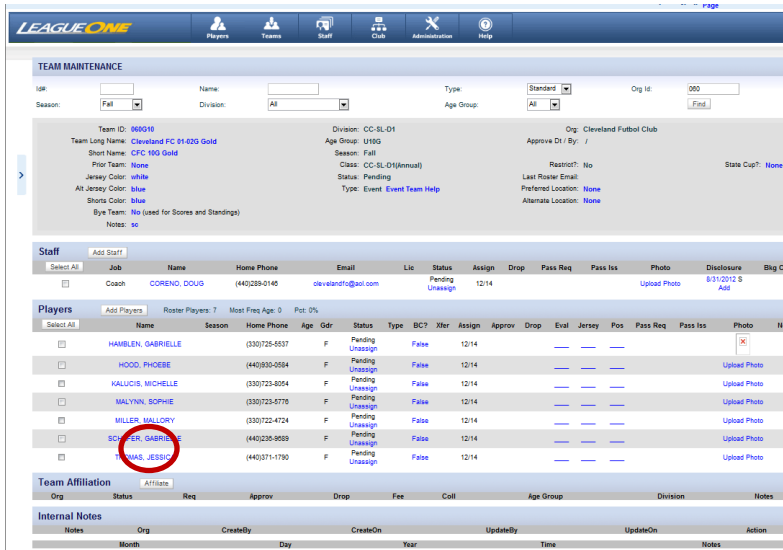 Page
LEAGUEONE
Players Teams Staff Club Administration Help
TEAM MAINTENANCE
Id#: Name: Type: Standard Org Id: 060
Season: Fall Division: All Age Group: All Find
Team ID: 060G10 Division: CC-SL-D1 Org: Cleveland Futbol Club
Team Long Name: Cleveland FC 01-02G Gold Age Group: U10G Approve Dt / By: /
Short Name: CFC 10G Gold Season: Fall
Prior Team: None Class: CC-SL-D1(Annual) Restrict?: No State Cup?: None
Jersey Color: white Status: Pending Last Roster Email:
Alt Jersey Color: blue Type: Event Event Team Help Preferred Location: None
Shorts Color: blue Alternate Location: None
Bye Team: No (used for Scores and Standings)
Notes: sc
Staff Add Staff
Select All Job Name Home Phone Email Lic Status Assign Drop Pass Req Pass Iss Photo Disclosure Bkg C
Coach CORENO, DOUG (440)289-0146 clevelandfc@aol.com Pending Unassign 12/14 Upload Photo 8/31/2012 S Add
Players Add Players Roster Players: 7 Most Freq Age: 0 Pct: 0%
Select All Name Season Home Phone Age Gdr Status Type BC? Xfer Assign Approv Drop Eval Jersey Pos Pass Req Pass Iss Photo
HAMBLEN, GABRIELLE (330)725-5537 F Pending Unassign False 12/14
HOOD, PHOEBE (440)930-0584 F Pending Unassign False 12/14 Upload Photo
KALUCIS, MICHELLE (330)723-8054 F Pending Unassign False 12/14 Upload Photo
MALYNN, SOPHIE (330)723-5776 F Pending Unassign False 12/14 Upload Photo
MILLER, MALLORY (330)722-4724 F Pending Unassign False 12/14 Upload Photo
GABRIELLE (440)236-9689 F Pending Unassign False 12/14 Upload Photo
THOMAS, JESSICA (440)371-1790 F Pending Unassign False 12/14 Upload Photo
Team Affiliation Affiliate
Org Status Req Approv Drop Fee Coll Age Group Division Notes
Internal Notes
Notes Org CreateBy CreateOn UpdateBy UpdateOn Action
Month Day Year Time Notes